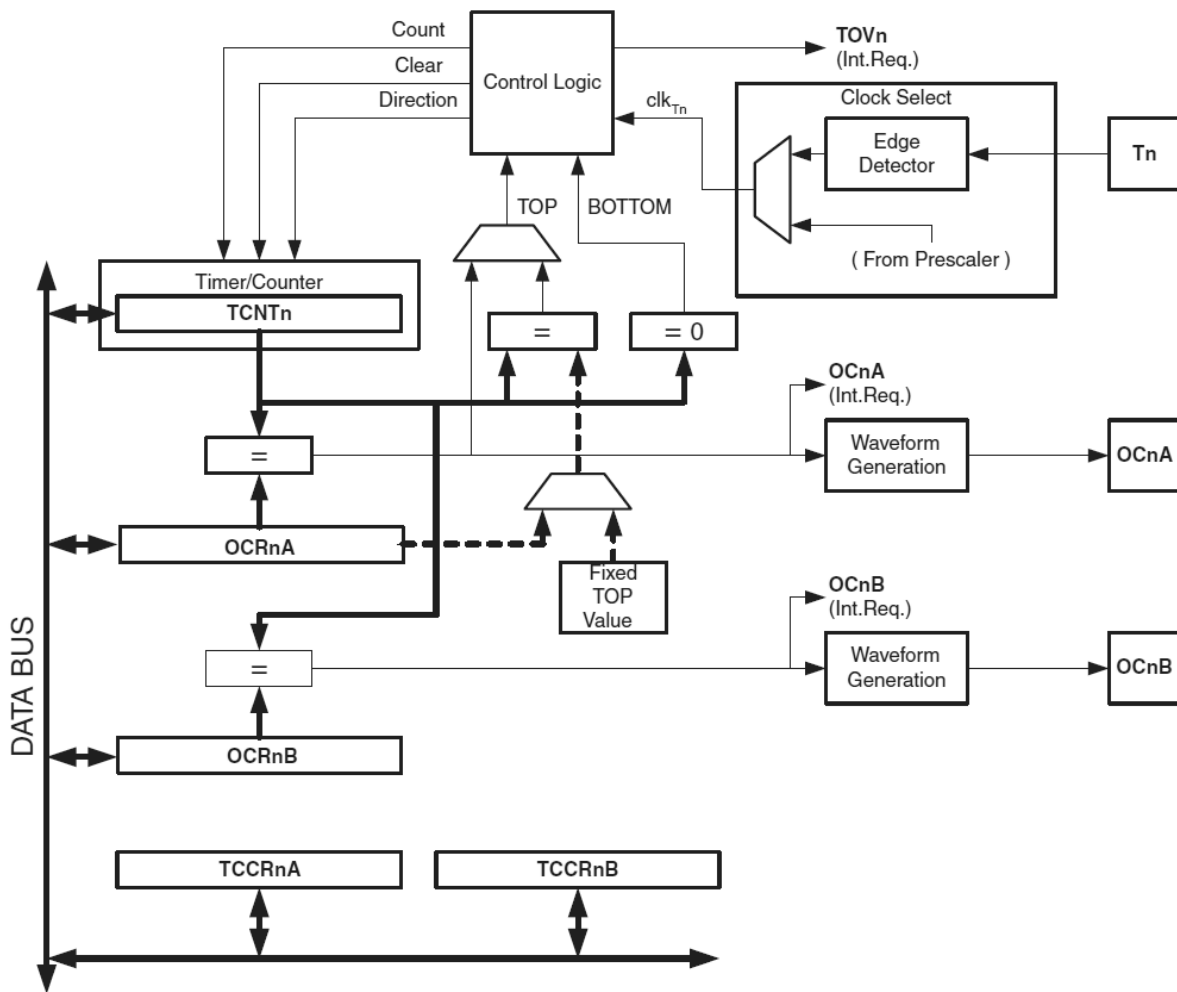 Count
Clear
Direction
Control Logic
TOVn
(Int.Req.)
clkTn
Clock Select
Edge
Detector
Tn
( From Prescaler )
TOP
BOTTOM
Timer/Counter
TCNTn
=
= 0
OCnA
(Int.Req.)
=
Waveform
Generation
OCnA
OCRnA
Fixed
TOP
Value
OCnB
(Int.Req.)
=
Waveform
Generation
OCnB
OCRnB
DATA BUS
TCCRnA
TCCRnB